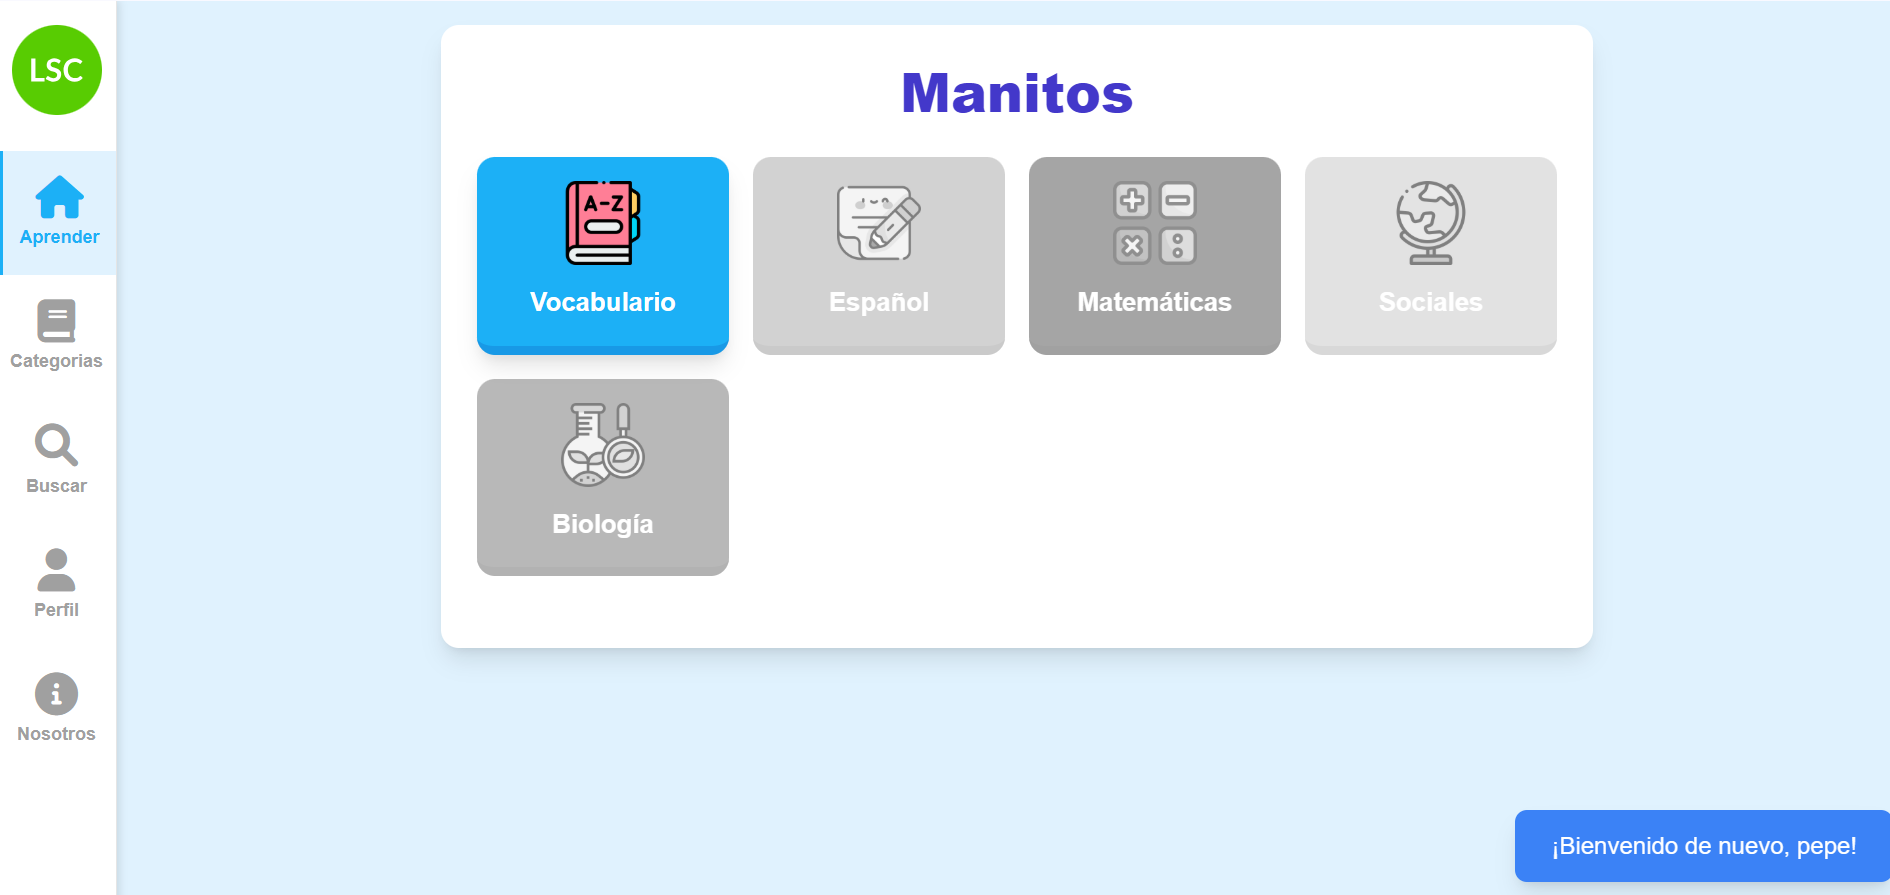 LSC
Aprender
Categorias
Buscar
Perfil
Nosotros
Manitos
A-Z
Vocabulario
Español
Matemáticas
Sociales
Biología
¡Bienvenido de nuevo, pepe!